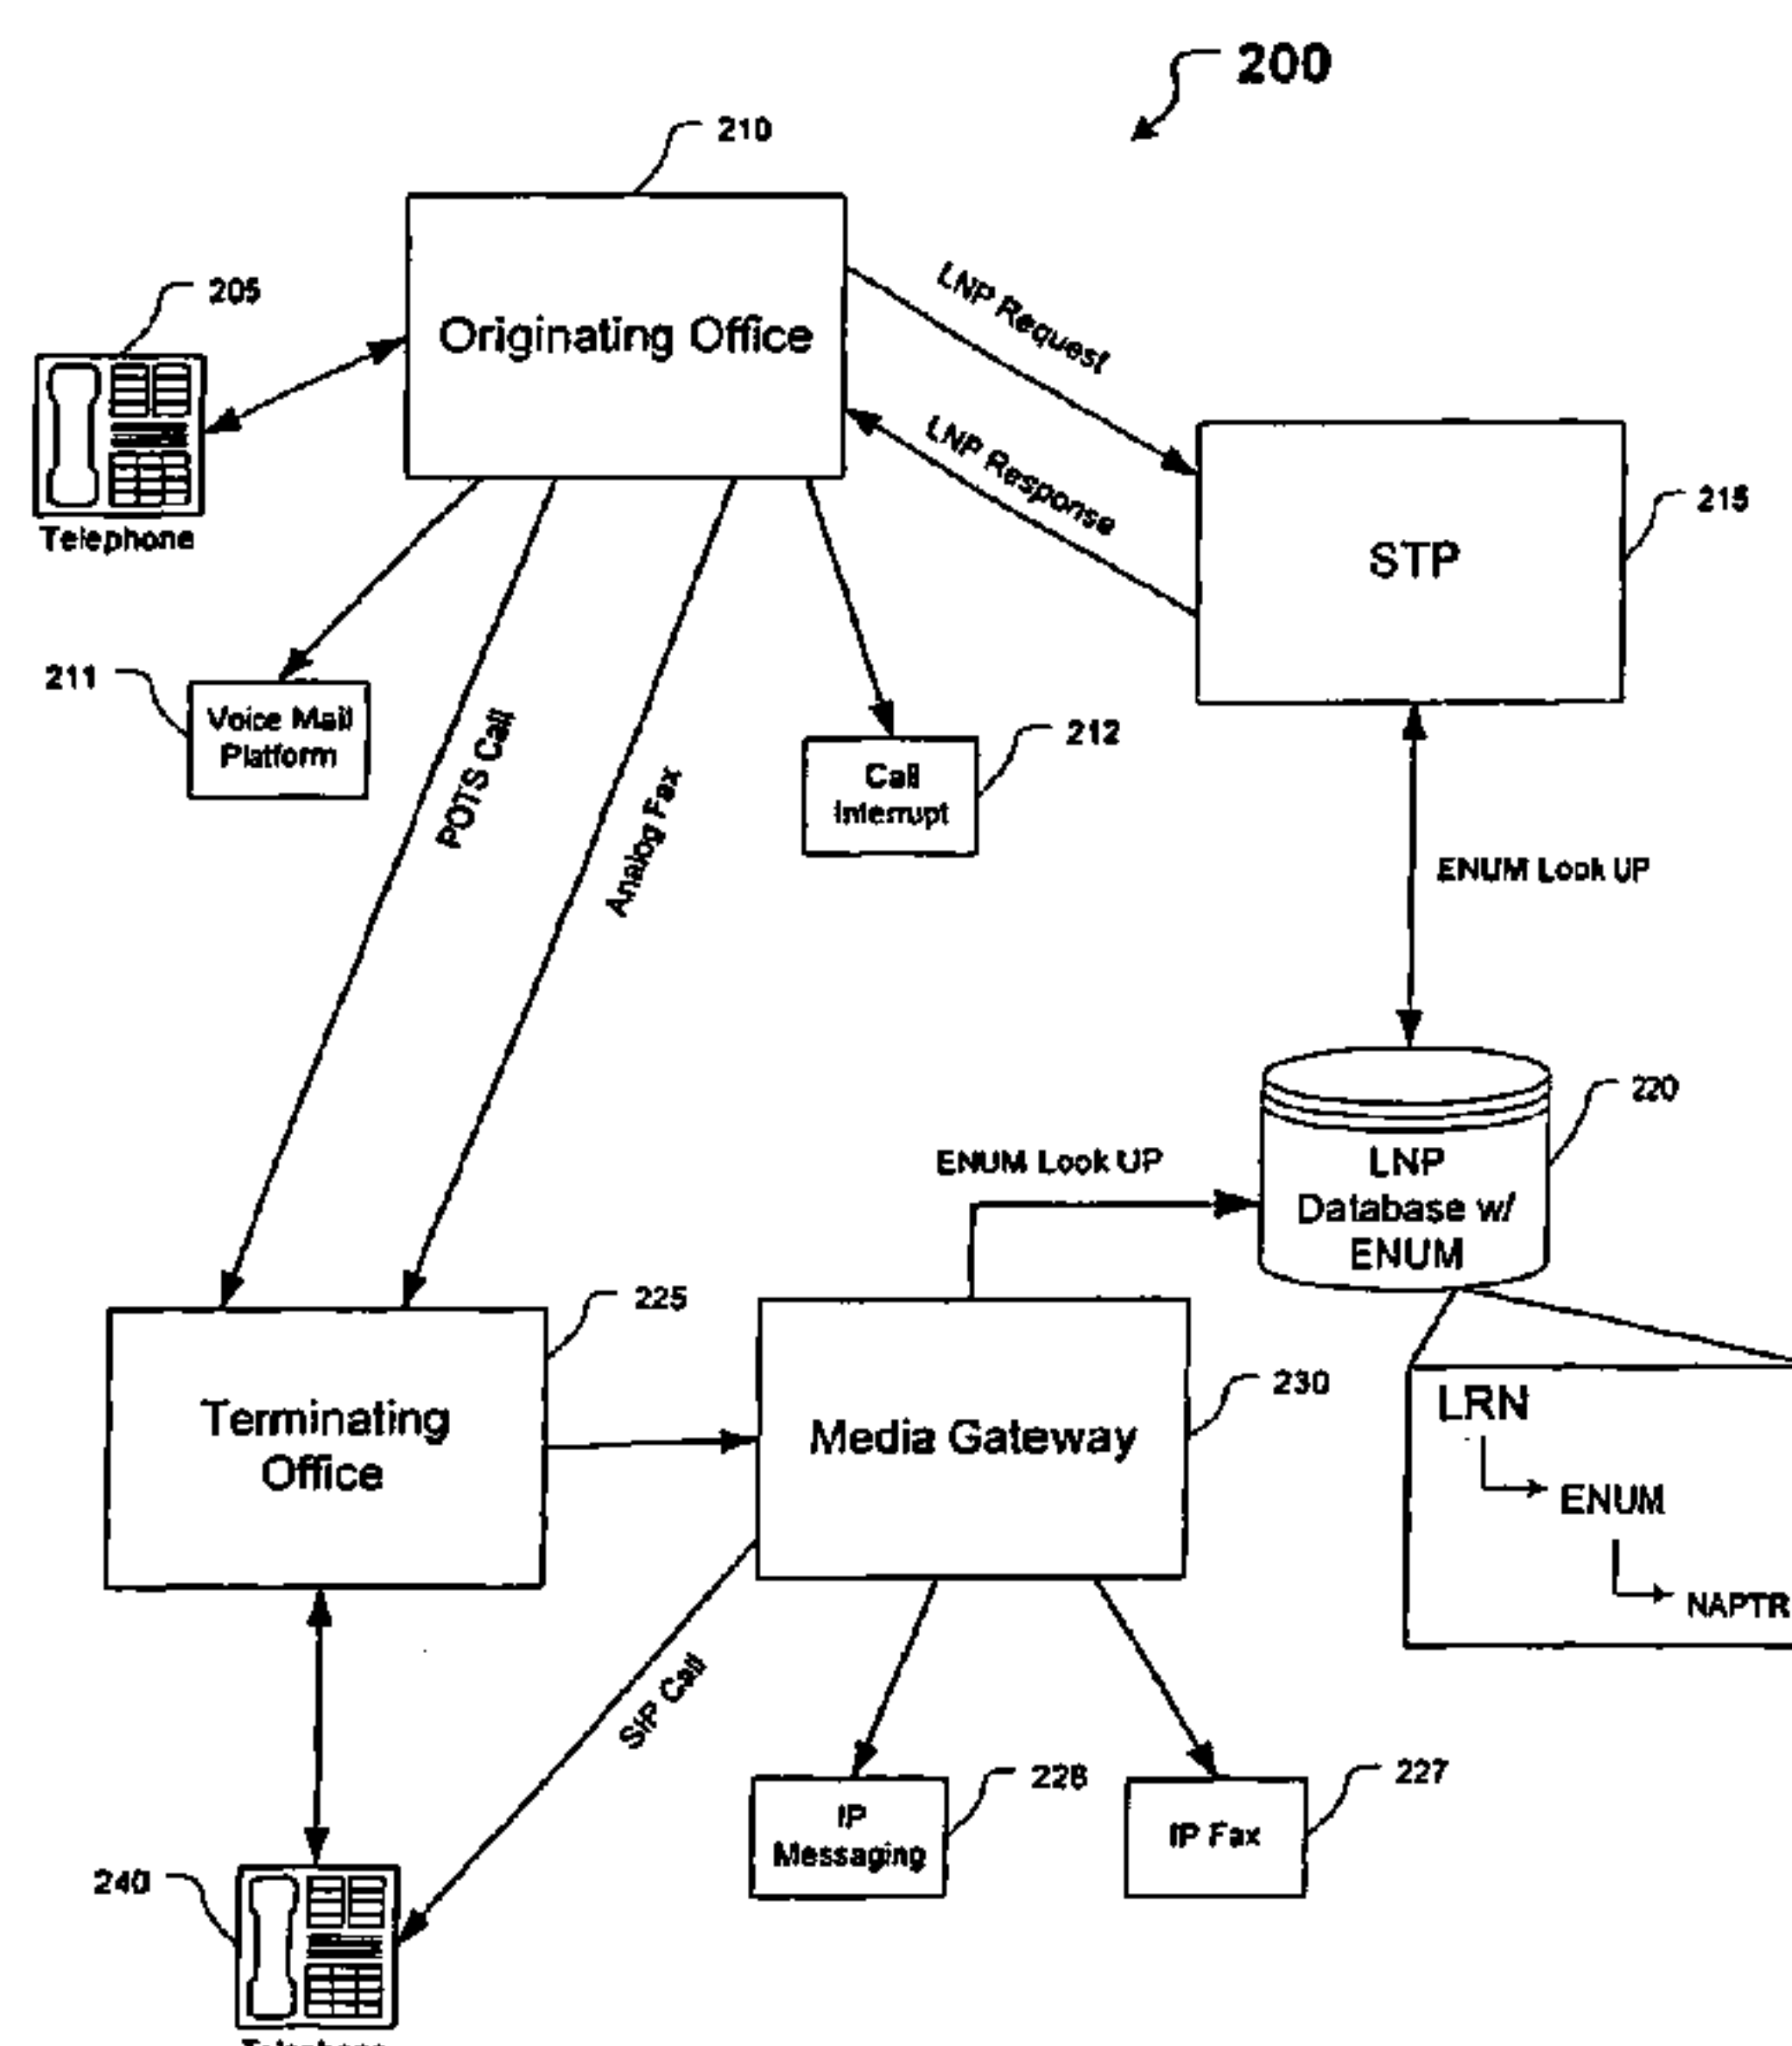 200
210
205
Originating Office
LNP Request
LNP Response
Telephone
215
STP
211
Voice Mail
Platform
POTS Call
Analog Fax
212
Call
Interrupt
ENUM Look UP
220
ENUM Look UP
LNP
Database w/
ENUM
225
Terminating
Office
230
Media Gateway
LRN
ENUM
NAPTR
SIP Call
IP
Messaging
IP Fax
227
240
Telephone